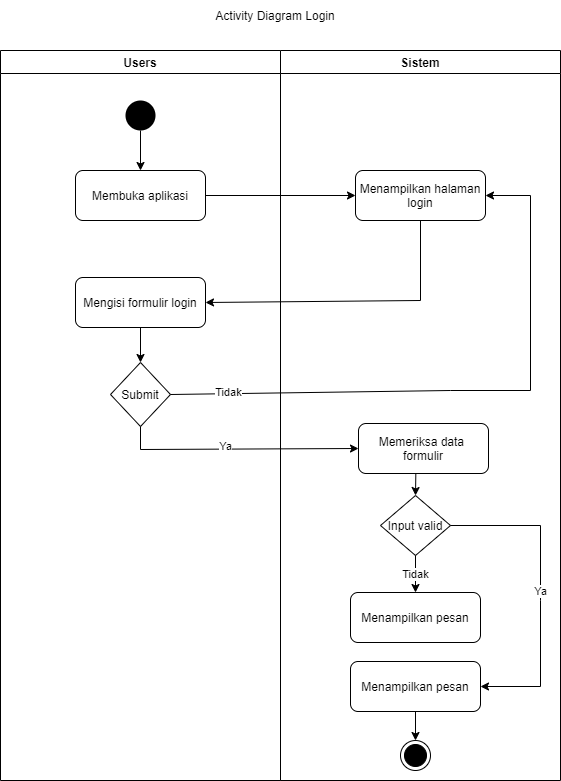 Activity Diagram Login
Users
Sistem
Membuka aplikasi
Menampilkan halaman
login
Mengisi formulir login
Submit
Tidak
Ya
Memeriksa data
formulir
Input valid
Tidak
Ya
Menampilkan pesan
Menampilkan pesan